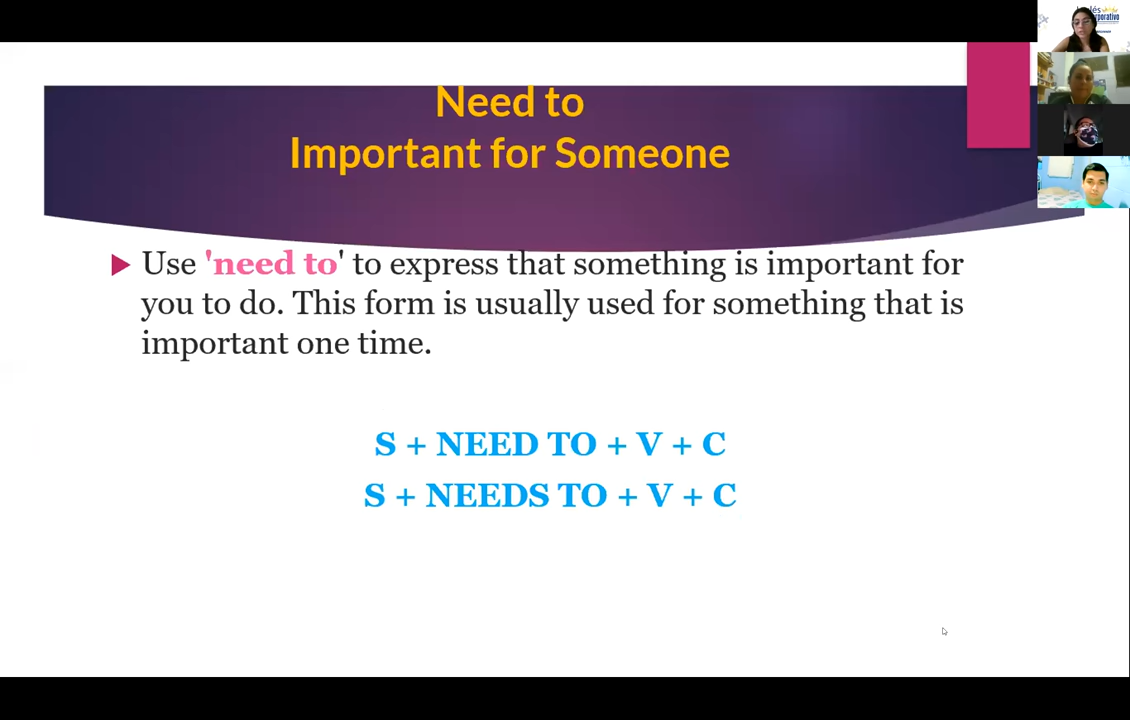 Need to
Important for Someone
Use 'need to' to express that something is important for
you to do. This form is usually used for something that is
important one time.
S + NEED TO + V + C
S + NEEDS TO + V + C